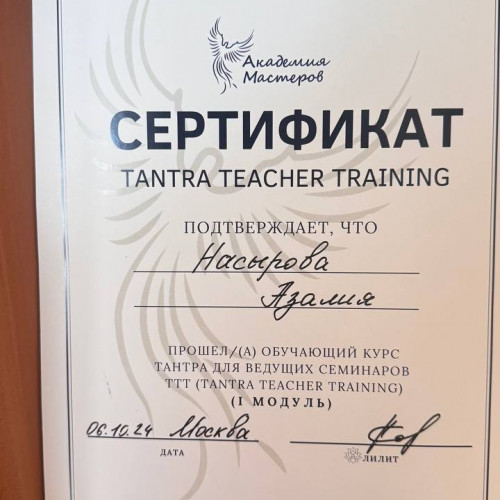 Академия
Мастеров
СЕРТИФИКАТ
TANTRA TEACHER TRAINING
ПОДТВЕРЖДАЕТ, ЧТО
Насырова
Азалия
ПРОШЕЛ/(А) ОБУЧАЮЩИЙ КУРС
ТАНТРА ДЛЯ ВЕДУЩИХ СЕМИНАРОВ
ТТТ (TANTRA TEACHER TRAINING)
(I МОДУЛЬ)
06.10.24 Москва
ДАТА
ЛИЛИТ